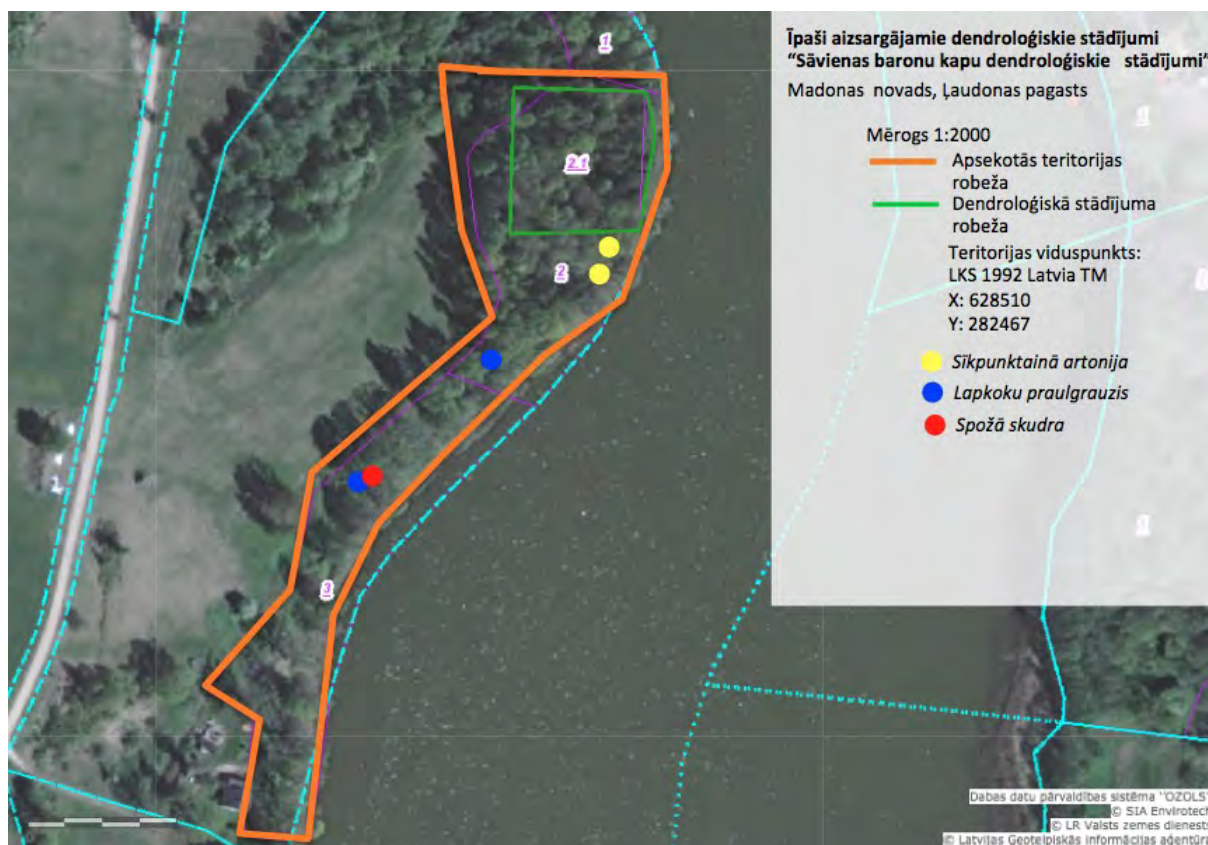 Īpaši aizsargājamie dendroloģiskie stādījumi
“Sāvienas baronu kapu dendroloģiskie stādījumi”
Madonas novads, Ļaudonas pagasts
Mērogs 1:2000
Apsekotās teritorijas
robeža
Dendroloģiskā stādījuma
robeža
Teritorijas viduspunkts:
LKS 1992 Latvia TM
X: 628510
Y: 282467
Sīkpunktainā artonija
Lapkoku praulgrauzis
Spožā skudra
1
2.1
2
3
Dabas datu pārvaldības sistēma "OZOLS"
© SIA Envirotech
© LR Valsts zemes dienests
© Latvijas Ģeotelpiskās informācijas aģentūra